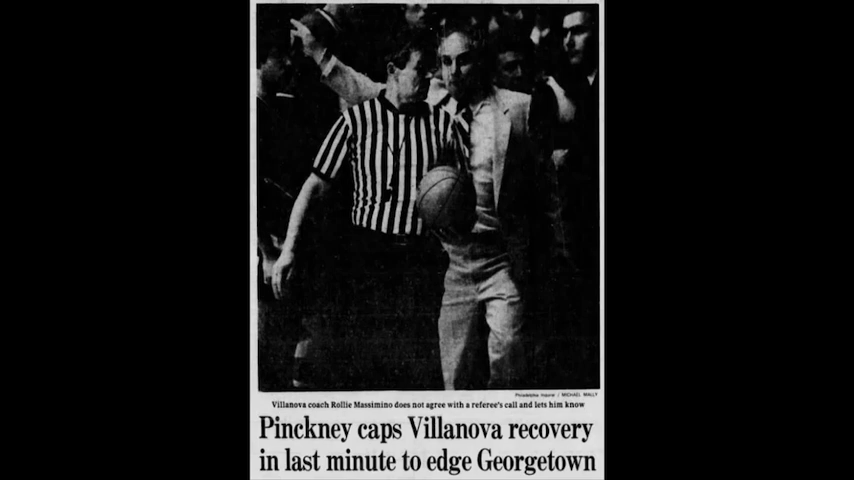 Philadelphia Inquirer / MICHAEL MALLY
Villanova coach Rollie Massimino does not agree with a referee's call and lets him know
Pinckney caps Villanova recovery
in last minute to edge Georgetown